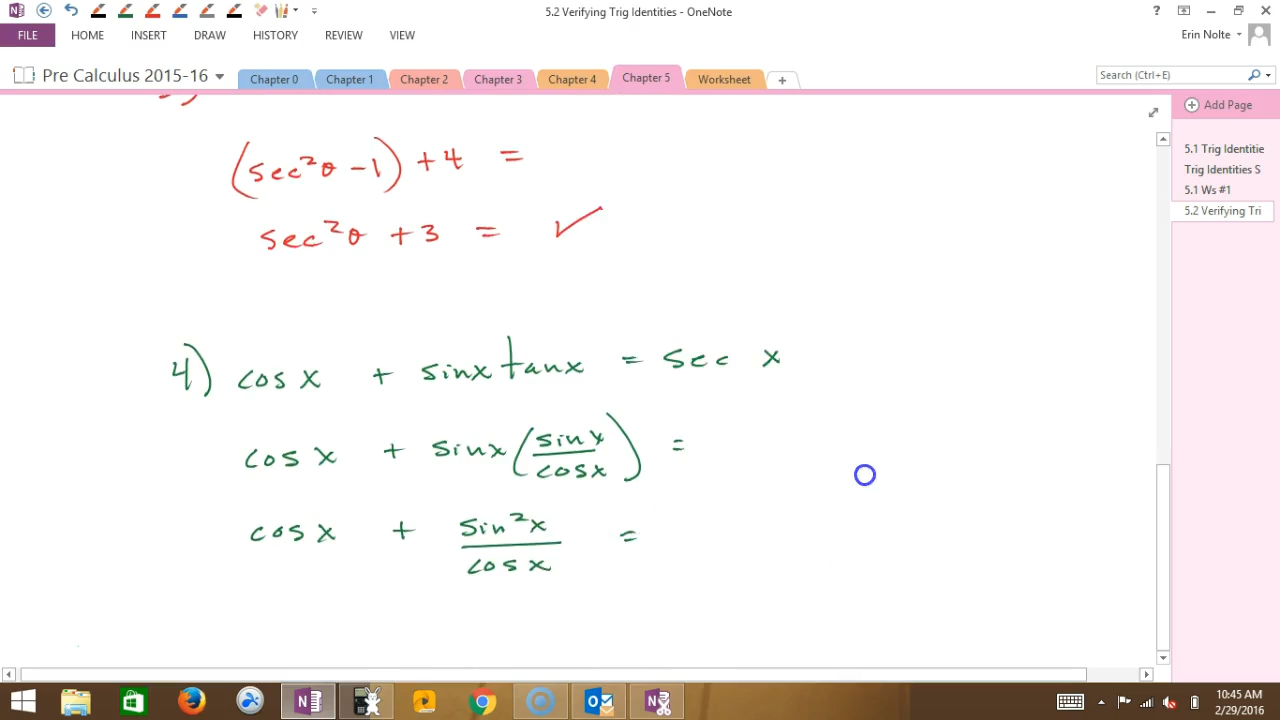 5.2 Verifying Trig Identities - OneNote
FILE HOME INSERT DRAW HISTORY REVIEW VIEW
Erin Nolte
Pre Calculus 2015-16
Chapter 0 Chapter 1 Chapter 2 Chapter 3 Chapter 4 Chapter 5 Worksheet
Search (Ctrl+E)
Add Page
5.1 Trig Identitie
Trig Identities S
5.1 Ws #1
5.2 Verifying Tri
(sec²θ - 1) + 4 =
sec²θ + 3 = ✓
4) cos x + sinx tanx = sec x
cos x + sinx (sinx/cosx) =
cos x + sin²x/cos x =
10:45 AM
2/29/2016